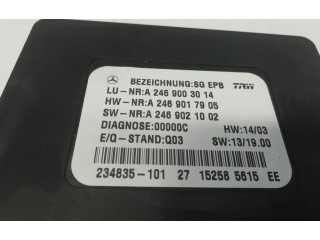 BEZEICHNUNG:SG EPB TRW
LU-NR:A 246 900 30 14
HW-NR:A 246 901 79 05
SW-NR:A 246 902 10 02
DIAGNOSE:00000C HW:14/03
E/Q-STAND:Q03 SW:13/19.00
234835-101 27 15258 5615 EE